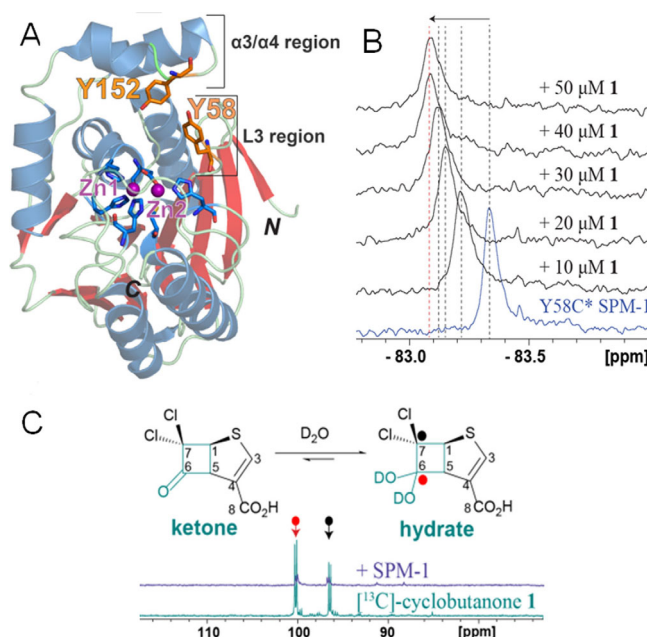 A
α3/α4 region
Y152
Y58
L3 region
Zn1
Zn2
N
C
B
+ 50 μM 1
+ 40 μM 1
+ 30 μM 1
+ 20 μM 1
+ 10 μM 1
Y58C* SPM-1
- 83.0 - 83.5 [ppm]
C
Cl Cl S 7 1 6 5 3 4 O 8 CO₂H
ketone
D₂O
Cl Cl S 7 1 6 5 3 4 DO DO 8 CO₂H
hydrate
+ SPM-1
[¹³C]-cyclobutanone 1
110 100 90 [ppm]